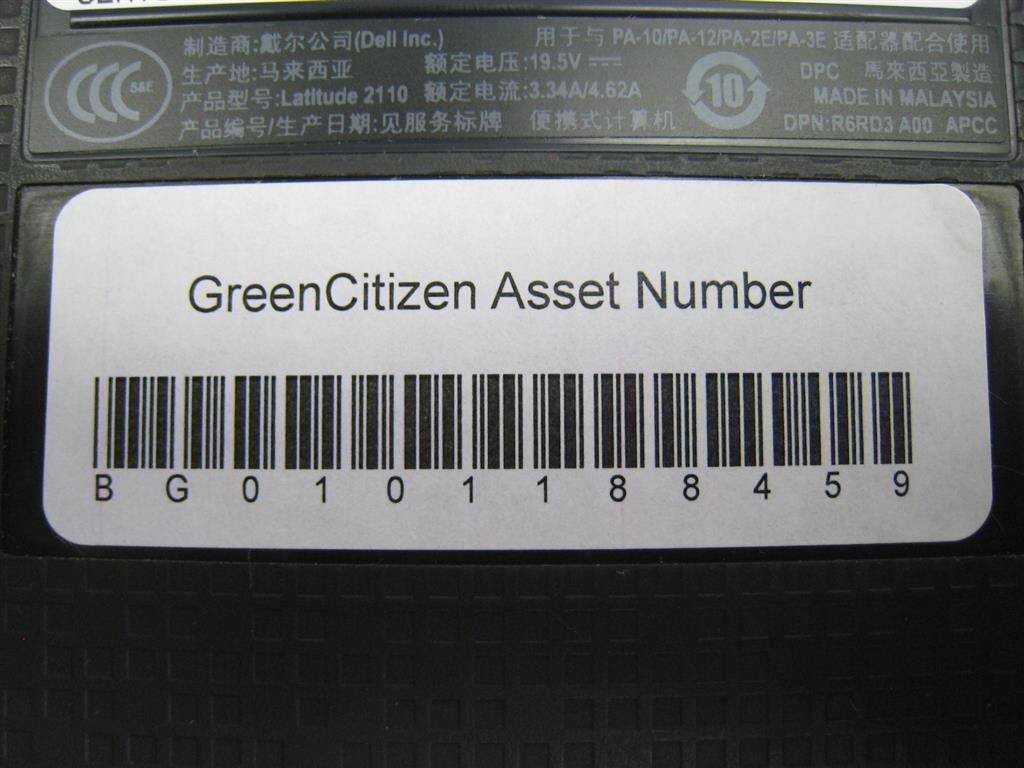 制造商:戴尔公司(Dell Inc.) 用于与 PA-10/PA-12/PA-2E/PA-3E 适配器配合使用
生产地:马来西亚 额定电压:19.5V DPC 馬來西亞製造
产品型号:Latitude 2110 额定电流:3.34A/4.62A MADE IN MALAYSIA
产品编号/生产日期:见服务标牌 便携式计算机 DPN:R6RD3 A00 APCC
CCC S&E
10
GreenCitizen Asset Number
BG0101188459